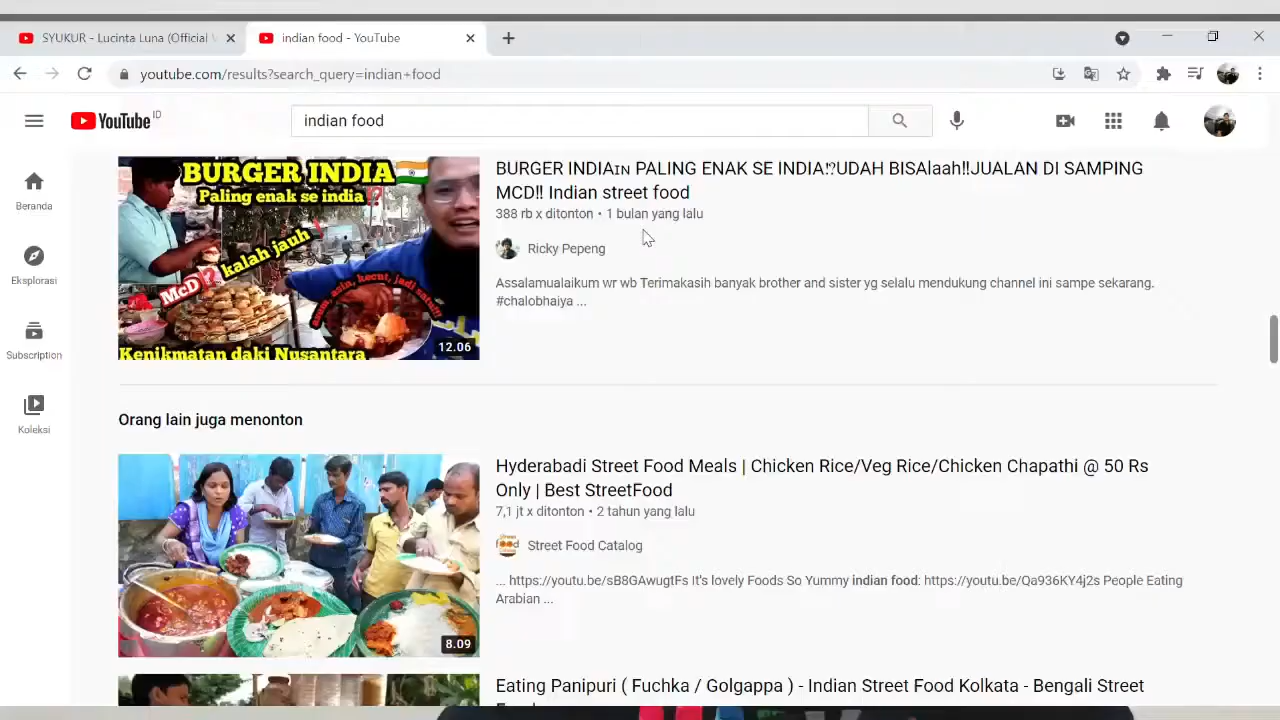 SYUKUR - Lucinta Luna (Official
indian food - YouTube
youtube.com/results?search_query=indian+food
YouTube ID
indian food
Beranda
Eksplorasi
Subscription
Koleksi
BURGER INDIA
Paling enak se india⁉
McD⁉ kalah jauh
asam, asin, kecut, jadi satu!!
Kenikmatan daki Nusantara
12.06
BURGER INDIAɪɴ PALING ENAK SE INDIA⁉UDAH BISAlaah‼JUALAN DI SAMPING
MCD‼ Indian street food
388 rb x ditonton • 1 bulan yang lalu
Ricky Pepeng
Assalamualaikum wr wb Terimakasih banyak brother and sister yg selalu mendukung channel ini sampe sekarang.
#chalobhaiya ...
Orang lain juga menonton
8.09
Hyderabadi Street Food Meals | Chicken Rice/Veg Rice/Chicken Chapathi @ 50 Rs
Only | Best StreetFood
7,1 jt x ditonton • 2 tahun yang lalu
Street Food Catalog
... https://youtu.be/sB8GAwugtFs It's lovely Foods So Yummy indian food: https://youtu.be/Qa936KY4j2s People Eating
Arabian ...
Eating Panipuri ( Fuchka / Golgappa ) - Indian Street Food Kolkata - Bengali Street